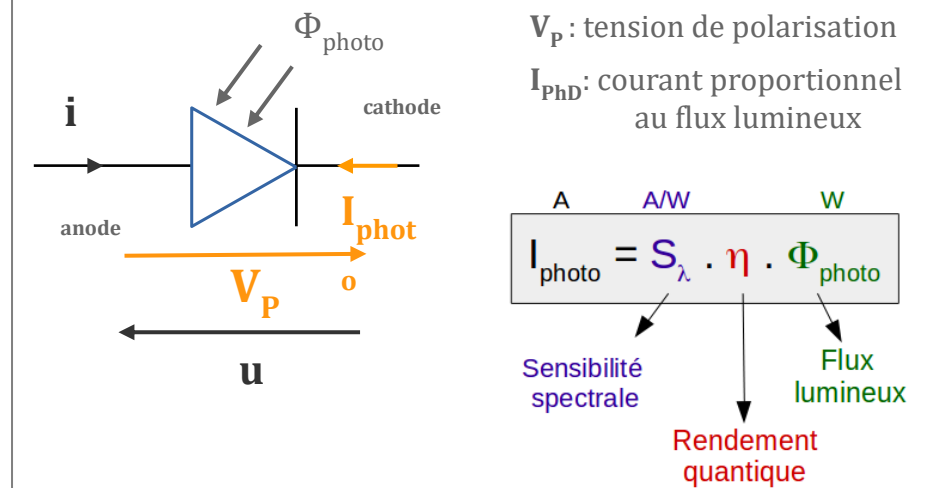 Φphoto
i
cathode
anode
Iphot
o
VP
u
VP : tension de polarisation
IPhD: courant proportionnel
au flux lumineux
A A/W W
Iphoto = Sλ . η . Φphoto
Sensibilité
spectrale
Flux
lumineux
Rendement
quantique